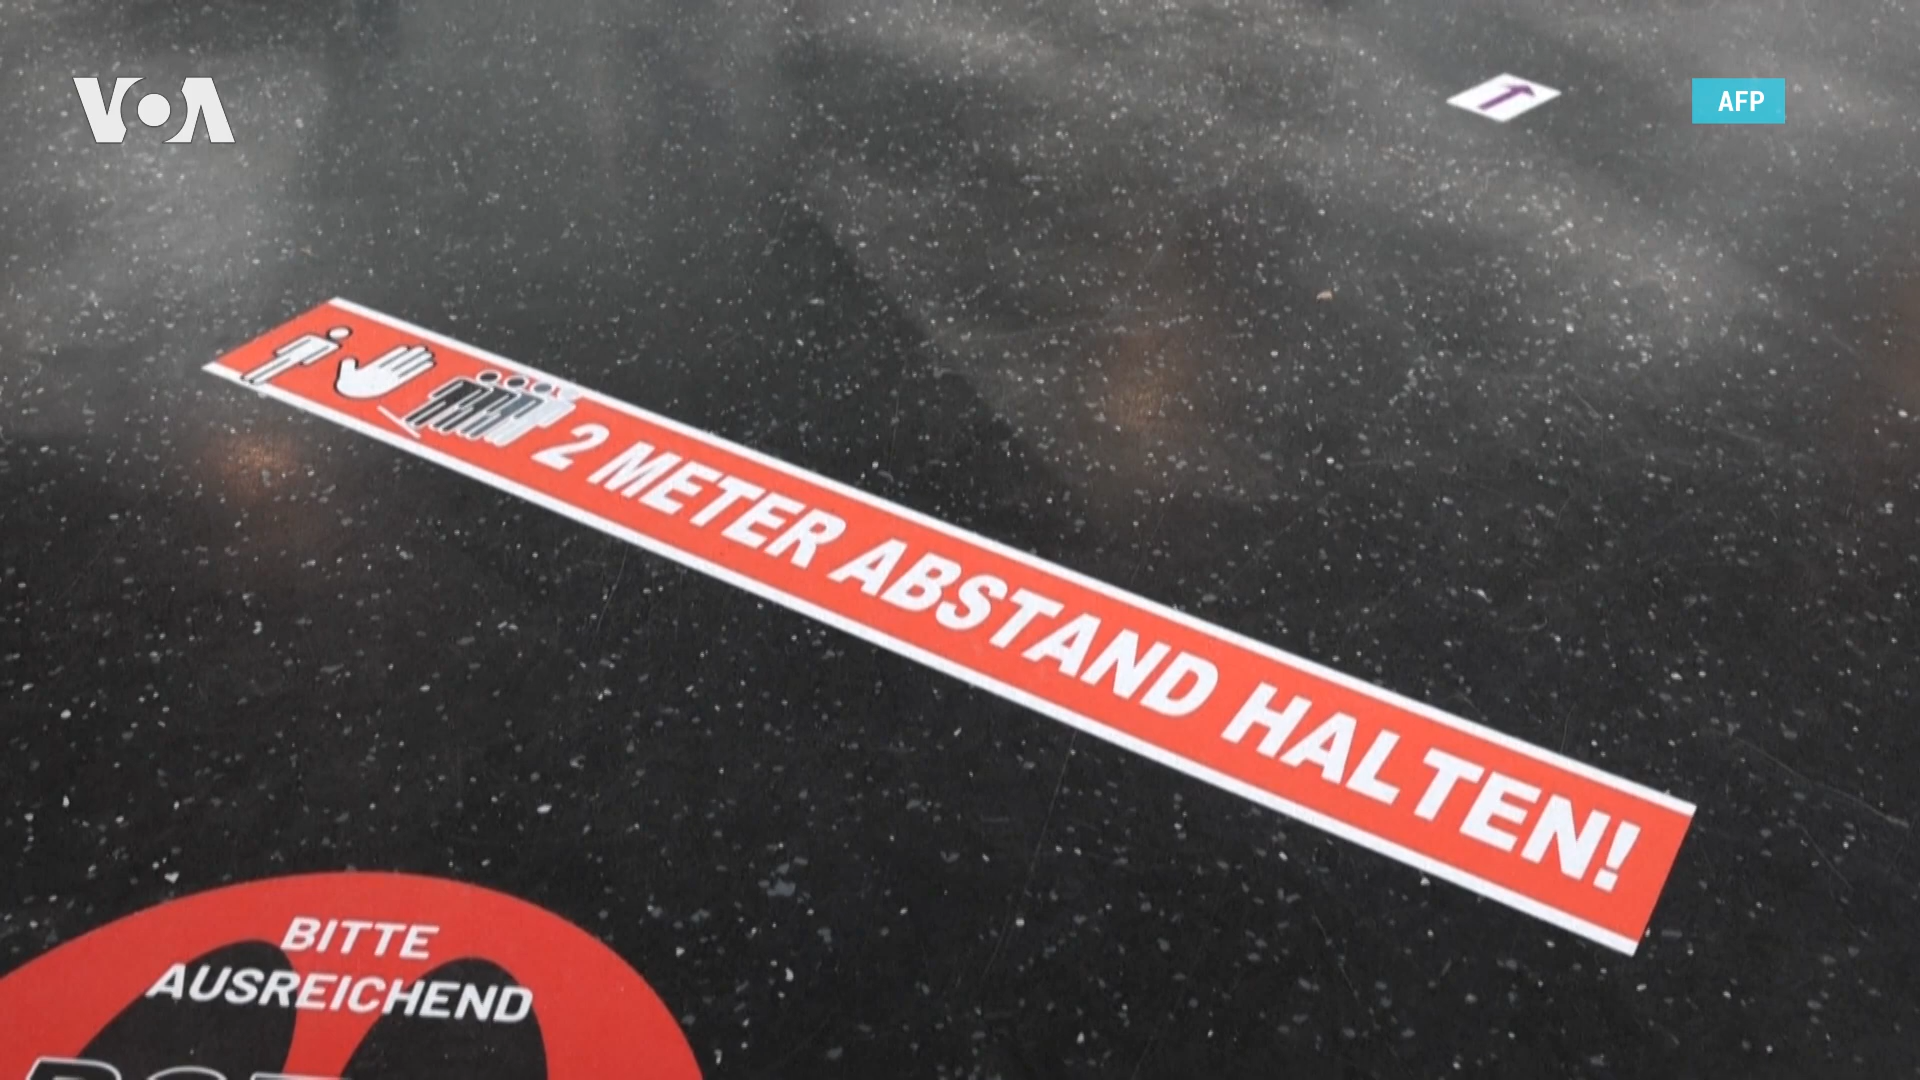 VOA
AFP
2 METER ABSTAND HALTEN!
BITTE
AUSREICHEND